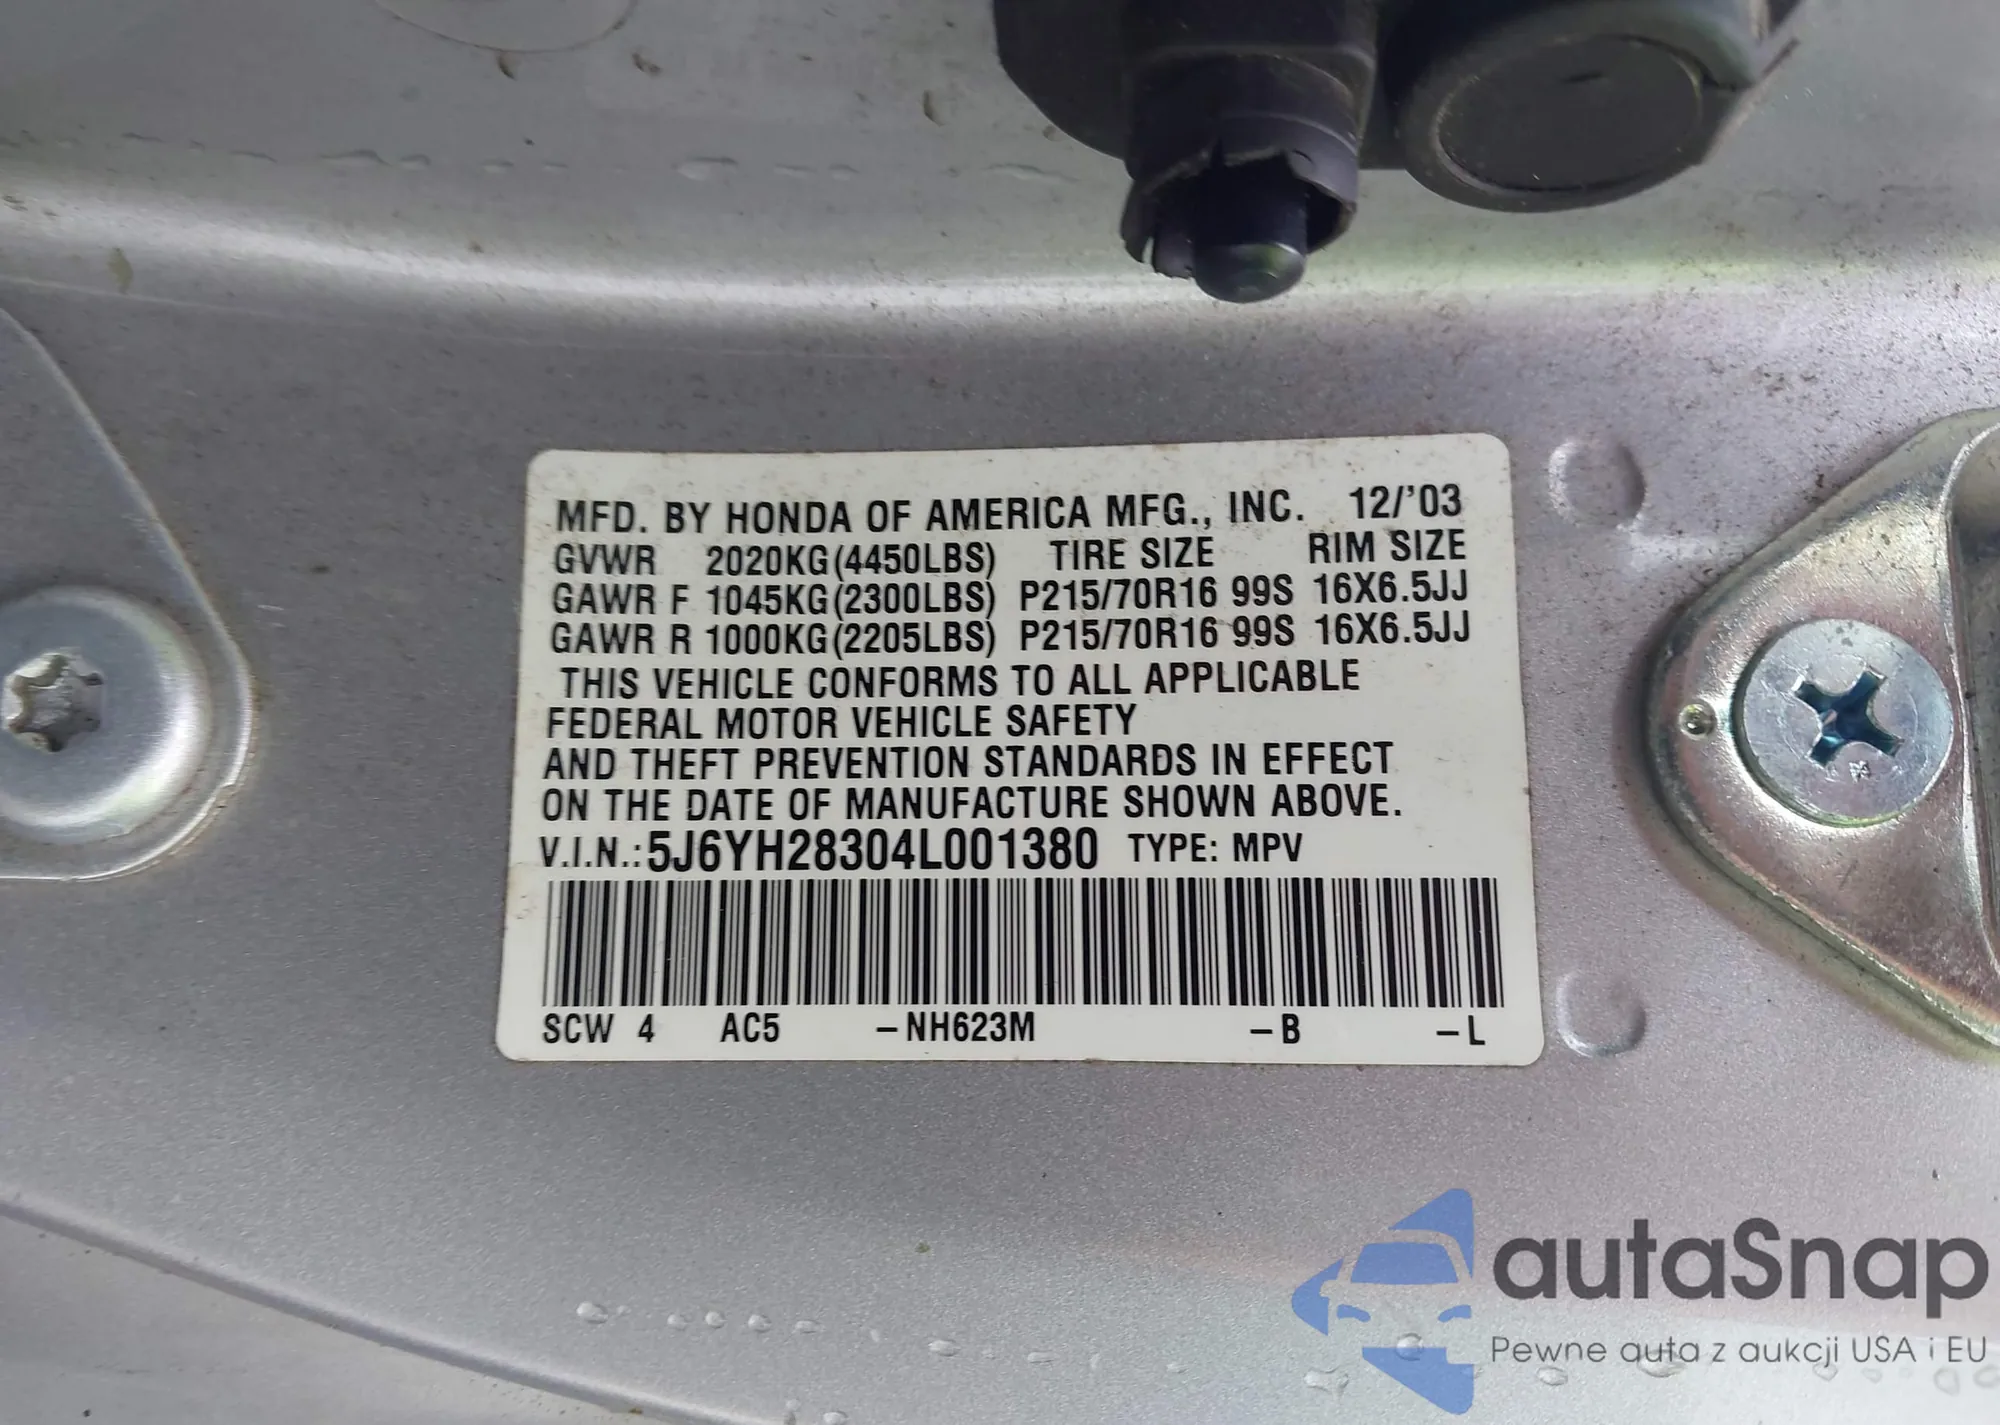 MFD. BY HONDA OF AMERICA MFG., INC. 12/'03
GVWR 2020KG(4450LBS) TIRE SIZE RIM SIZE
GAWR F 1045KG(2300LBS) P215/70R16 99S 16X6.5JJ
GAWR R 1000KG(2205LBS) P215/70R16 99S 16X6.5JJ
THIS VEHICLE CONFORMS TO ALL APPLICABLE
FEDERAL MOTOR VEHICLE SAFETY
AND THEFT PREVENTION STANDARDS IN EFFECT
ON THE DATE OF MANUFACTURE SHOWN ABOVE.
V.I.N.:5J6YH28304L001380 TYPE: MPV
SCW 4 AC5 –NH623M –B –L
autaSnap
Pewne auta z aukcji USA i EU